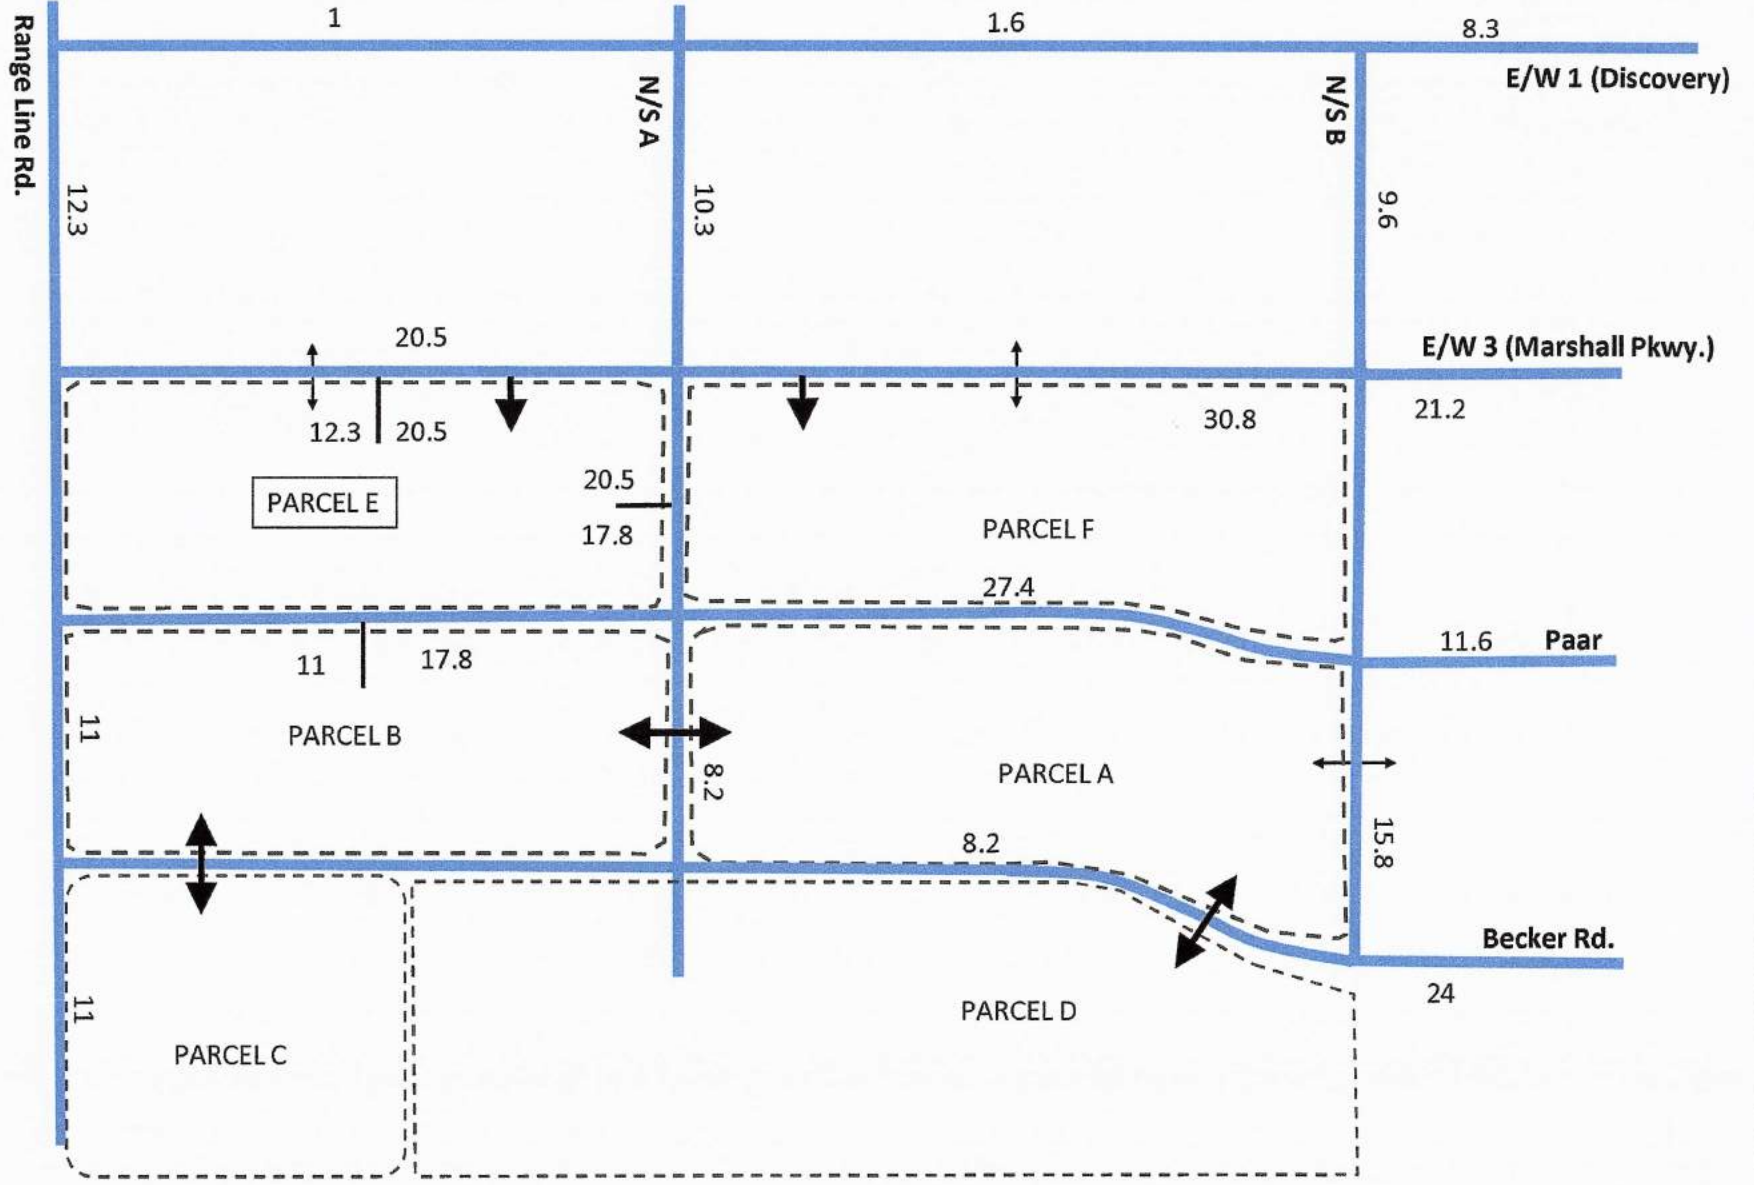 1
1.6
8.3
Range Line Rd.
N/S A
N/S B
E/W 1 (Discovery)
12.3
10.3
9.6
20.5
E/W 3 (Marshall Pkwy.)
12.3
20.5
30.8
21.2
20.5
PARCEL E
17.8
PARCEL F
27.4
11
17.8
11.6
Paar
11
PARCEL B
8.2
PARCEL A
8.2
15.8
Becker Rd.
24
11
PARCEL C
PARCEL D